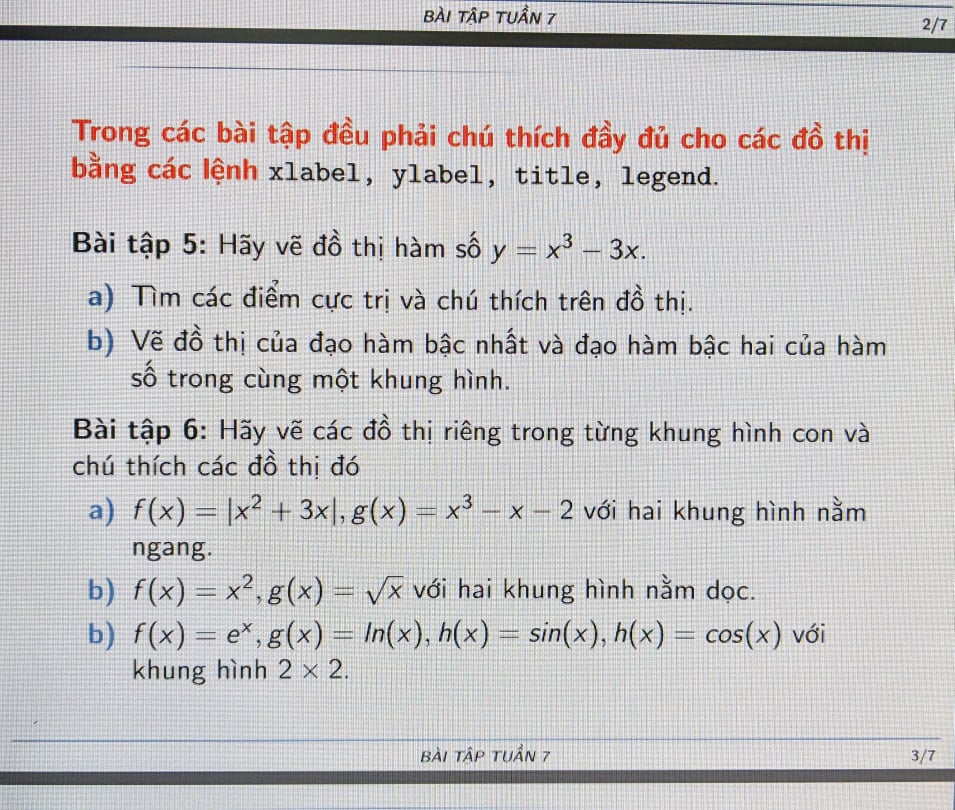 BÀI TẬP TUẦN 7
2/7
Trong các bài tập đều phải chú thích đầy đủ cho các đồ thị
bằng các lệnh xlabel, ylabel, title, legend.
Bài tập 5: Hãy vẽ đồ thị hàm số y = x³ − 3x.
a) Tìm các điểm cực trị và chú thích trên đồ thị.
b) Vẽ đồ thị của đạo hàm bậc nhất và đạo hàm bậc hai của hàm
số trong cùng một khung hình.
Bài tập 6: Hãy vẽ các đồ thị riêng trong từng khung hình con và
chú thích các đồ thị đó
a) f(x) = |x² + 3x|, g(x) = x³ − x − 2 với hai khung hình nằm
ngang.
b) f(x) = x², g(x) = √x với hai khung hình nằm dọc.
b) f(x) = eˣ, g(x) = ln(x), h(x) = sin(x), h(x) = cos(x) với
khung hình 2 × 2.
BÀI TẬP TUẦN 7
3/7